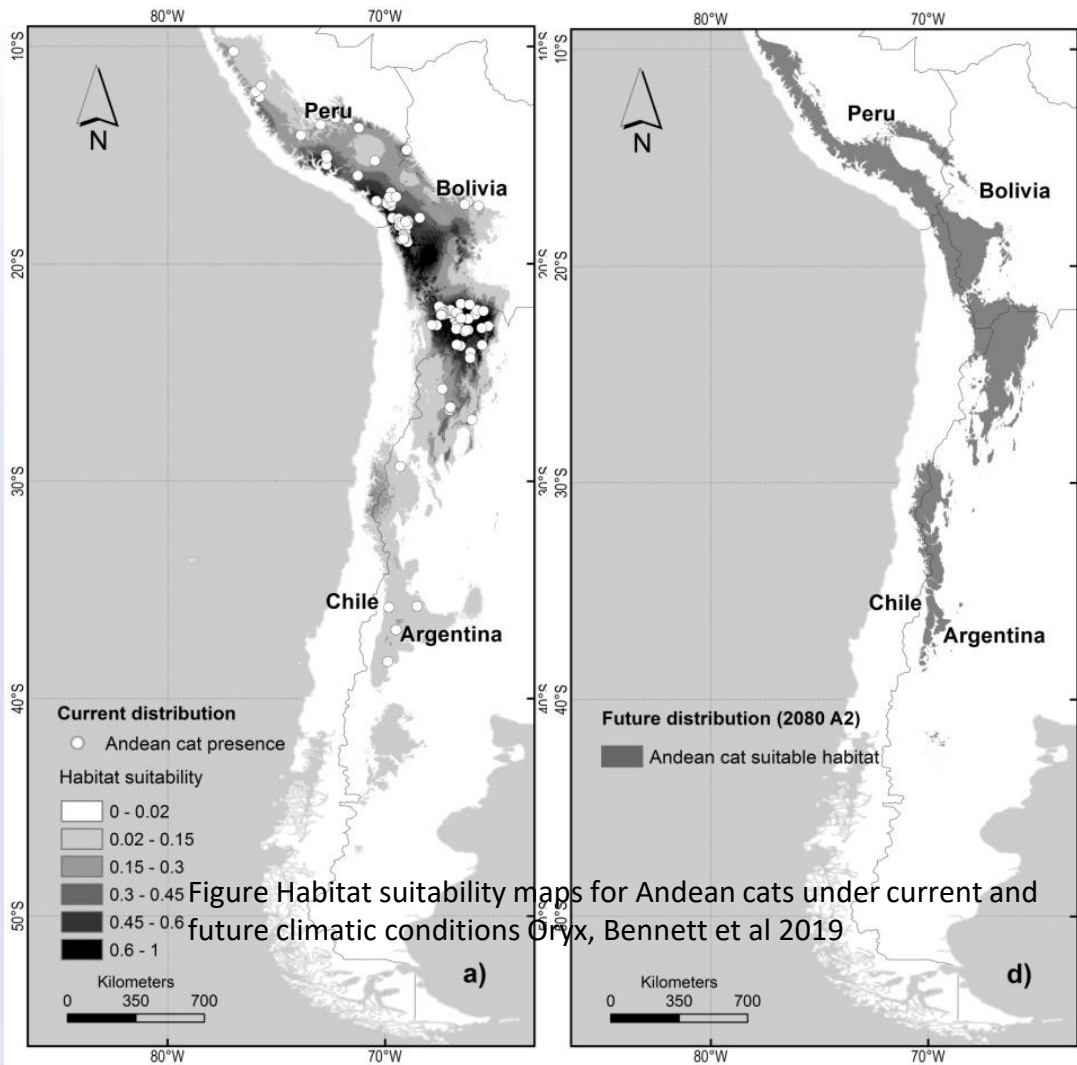 80°W 70°W
10°S
N
Peru
Bolivia
20°S
30°S
Chile
Argentina
40°S
Current distribution
Andean cat presence
Habitat suitability
0 - 0.02
0.02 - 0.15
0.15 - 0.3
0.3 - 0.45
0.45 - 0.6
0.6 - 1
50°S
Kilometers
0 350 700
a)
80°W 70°W
80°W 70°W
10°S
N
Peru
Bolivia
20°S
30°S
Chile
Argentina
40°S
Future distribution (2080 A2)
Andean cat suitable habitat
50°S
Kilometers
0 350 700
d)
80°W 70°W
Figure Habitat suitability maps for Andean cats under current and
future climatic conditions Oryx, Bennett et al 2019